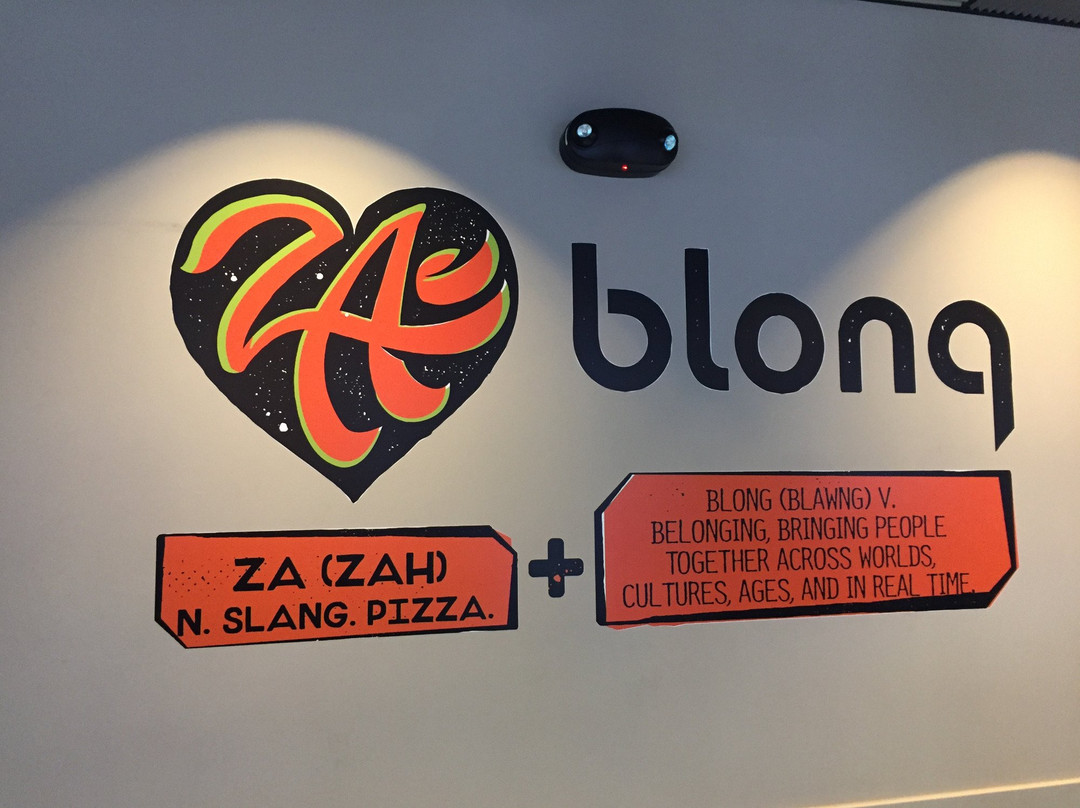 ZA
blong
ZA (ZAH)
N. SLANG. PIZZA.
+
BLONG (BLAWNG) V.
BELONGING, BRINGING PEOPLE
TOGETHER ACROSS WORLDS,
CULTURES, AGES, AND IN REAL TIME.